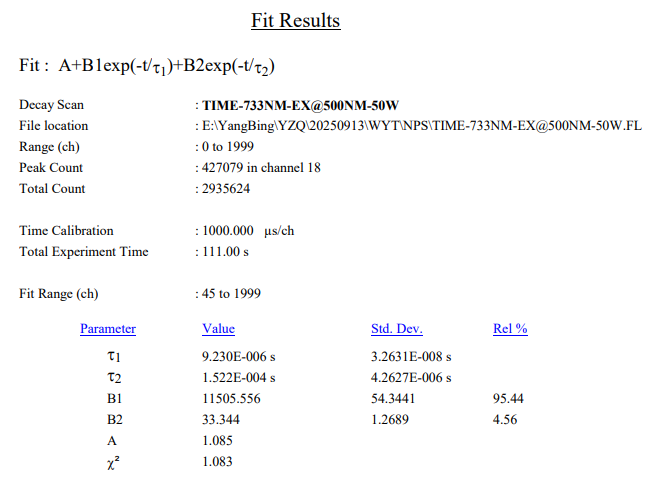 Fit Results
Fit : A+B1exp(-t/τ1)+B2exp(-t/τ2)
Decay Scan : TIME-733NM-EX@500NM-50W
File location : E:\YangBing\YZQ\20250913\WYT\NPS\TIME-733NM-EX@500NM-50W.FL
Range (ch) : 0 to 1999
Peak Count : 427079 in channel 18
Total Count : 2935624
Time Calibration : 1000.000 µs/ch
Total Experiment Time : 111.00 s
Fit Range (ch) : 45 to 1999
Parameter Value Std. Dev. Rel %
τ1 9.230E-006 s 3.2631E-008 s
τ2 1.522E-004 s 4.2627E-006 s
B1 11505.556 54.3441 95.44
B2 33.344 1.2689 4.56
A 1.085
χ² 1.083